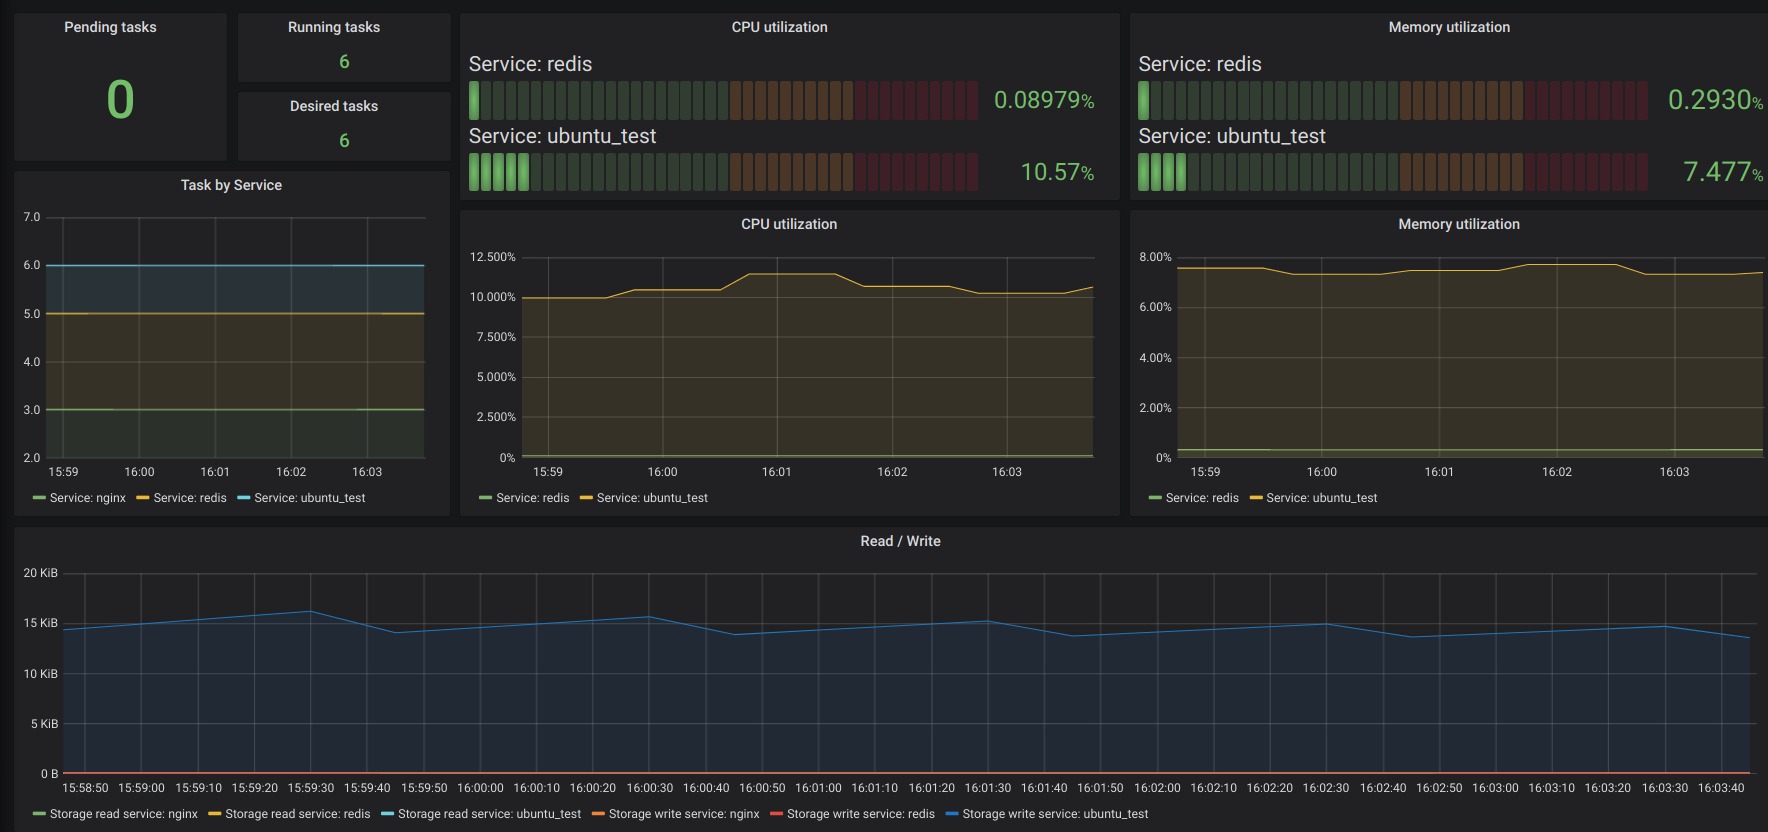 Pending tasks
0
Running tasks
6
Desired tasks
6
CPU utilization
Service: redis
0.08979%
Service: ubuntu_test
10.57%
Memory utilization
Service: redis
0.2930%
Service: ubuntu_test
7.477%
Task by Service
7.0
6.0
5.0
4.0
3.0
2.0
15:59 16:00 16:01 16:02 16:03
Service: nginx Service: redis Service: ubuntu_test
CPU utilization
12.500%
10.000%
7.500%
5.000%
2.500%
0%
15:59 16:00 16:01 16:02 16:03
Service: redis Service: ubuntu_test
Memory utilization
8.00%
6.00%
4.00%
2.00%
0%
15:59 16:00 16:01 16:02 16:03
Service: redis Service: ubuntu_test
Read / Write
20 KiB
15 KiB
10 KiB
5 KiB
0 B
15:58:50 15:59:00 15:59:10 15:59:20 15:59:30 15:59:40 15:59:50 16:00:00 16:00:10 16:00:20 16:00:30 16:00:40 16:00:50 16:01:00 16:01:10 16:01:20 16:01:30 16:01:40 16:01:50 16:02:00 16:02:10 16:02:20 16:02:30 16:02:40 16:02:50 16:03:00 16:03:10 16:03:20 16:03:30 16:03:40
Storage read service: nginx Storage read service: redis Storage read service: ubuntu_test Storage write service: nginx Storage write service: redis Storage write service: ubuntu_test